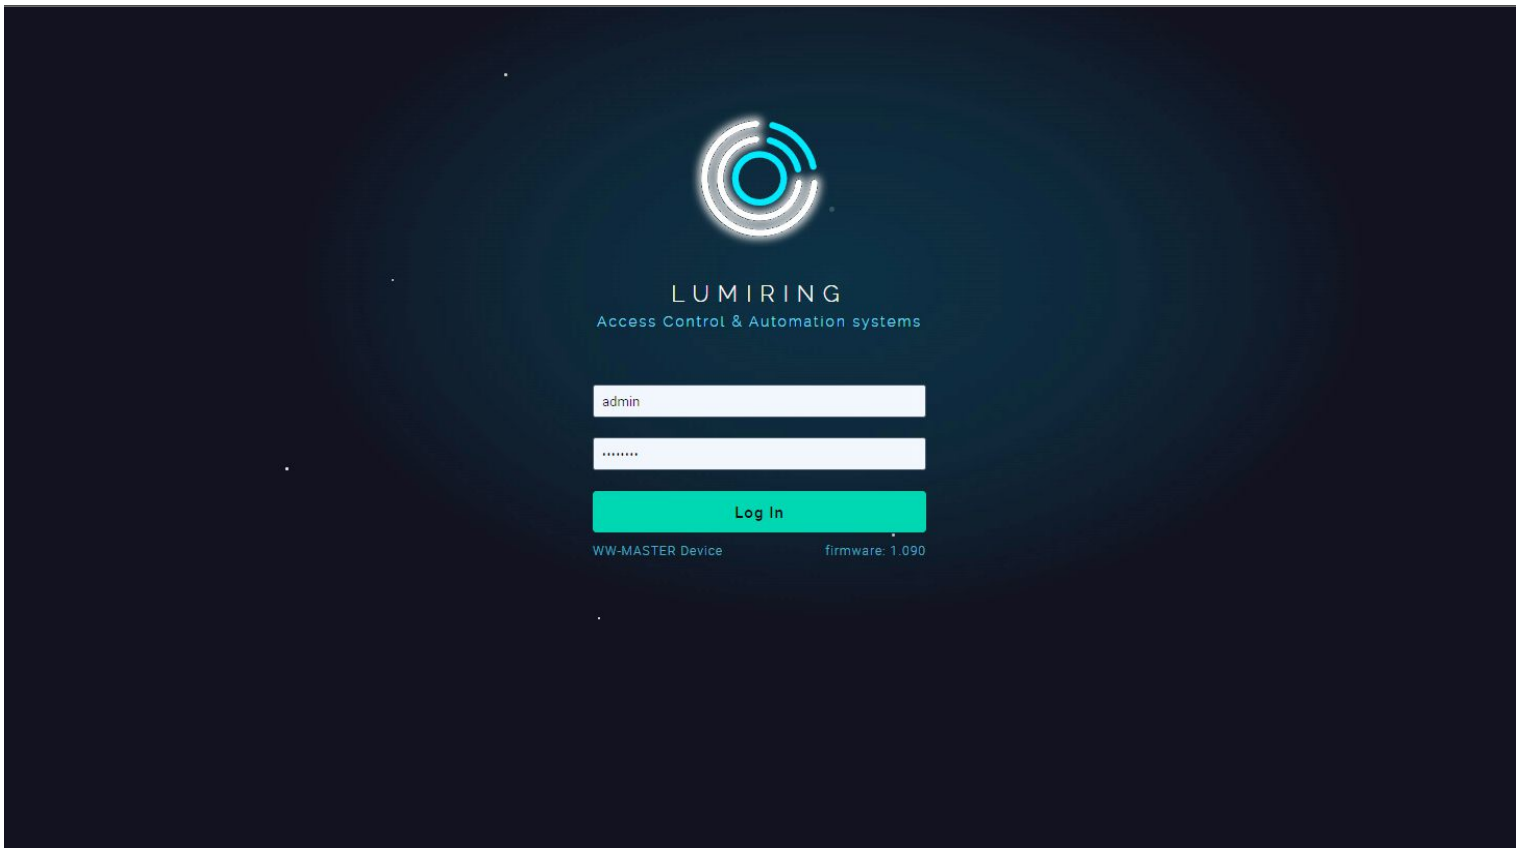 LUMIRING
Access Control & Automation systems
admin
········
Log In
WW-MASTER Device
firmware: 1.090